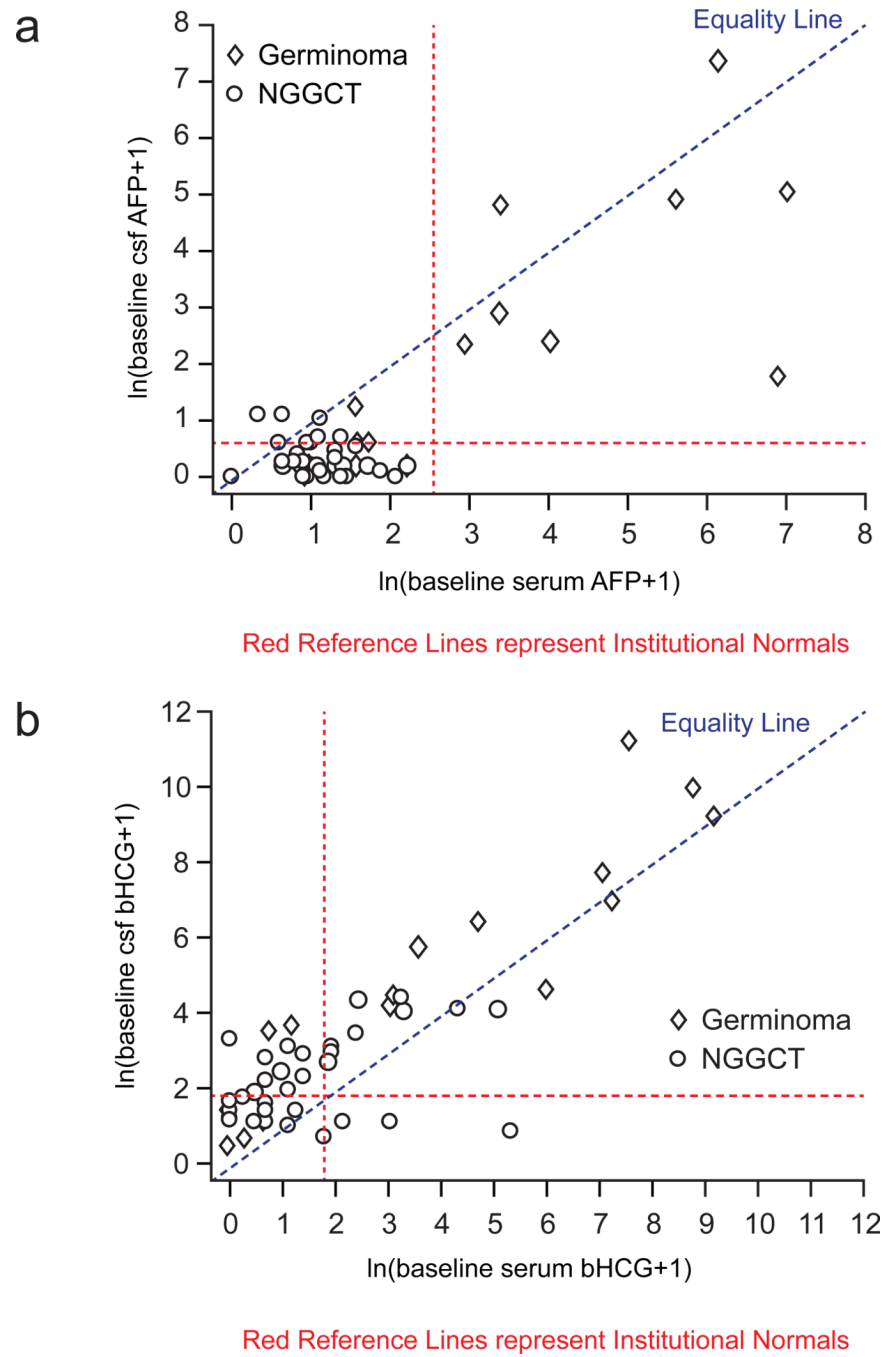 a
Equality Line
Germinoma
NGGCT
8
7
6
5
4
3
2
1
0
ln(baseline csf AFP+1)
0 1 2 3 4 5 6 7 8
ln(baseline serum AFP+1)
Red Reference Lines represent Institutional Normals
b
Equality Line
12
10
8
6
4
2
0
ln(baseline csf bHCG+1)
Germinoma
NGGCT
0 1 2 3 4 5 6 7 8 9 10 11 12
ln(baseline serum bHCG+1)
Red Reference Lines represent Institutional Normals